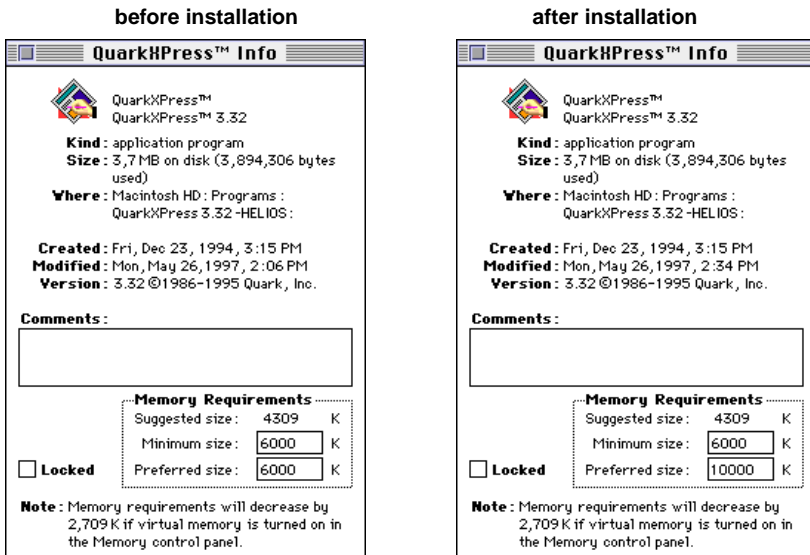 before installation
QuarkXPress™ Info
QuarkXPress™
QuarkXPress™ 3.32
Kind : application program
Size : 3,7 MB on disk (3,894,306 bytes
used)
Where : Macintosh HD : Programs :
QuarkXPress 3.32 -HELIOS :
Created : Fri, Dec 23, 1994, 3:15 PM
Modified : Mon, May 26, 1997, 2:06 PM
Version : 3.32 ©1986-1995 Quark, Inc.
Comments :
Memory Requirements
Suggested size : 4309 K
Minimum size : 6000 K
Locked
Preferred size : 6000 K
Note : Memory requirements will decrease by
2,709 K if virtual memory is turned on in
the Memory control panel.
after installation
QuarkXPress™ Info
QuarkXPress™
QuarkXPress™ 3.32
Kind : application program
Size : 3,7 MB on disk (3,894,306 bytes
used)
Where : Macintosh HD : Programs :
QuarkXPress 3.32 -HELIOS :
Created : Fri, Dec 23, 1994, 3:15 PM
Modified : Mon, May 26, 1997, 2:34 PM
Version : 3.32 ©1986-1995 Quark, Inc.
Comments :
Memory Requirements
Suggested size : 4309 K
Minimum size : 6000 K
Locked
Preferred size : 10000 K
Note : Memory requirements will decrease by
2,709 K if virtual memory is turned on in
the Memory control panel.